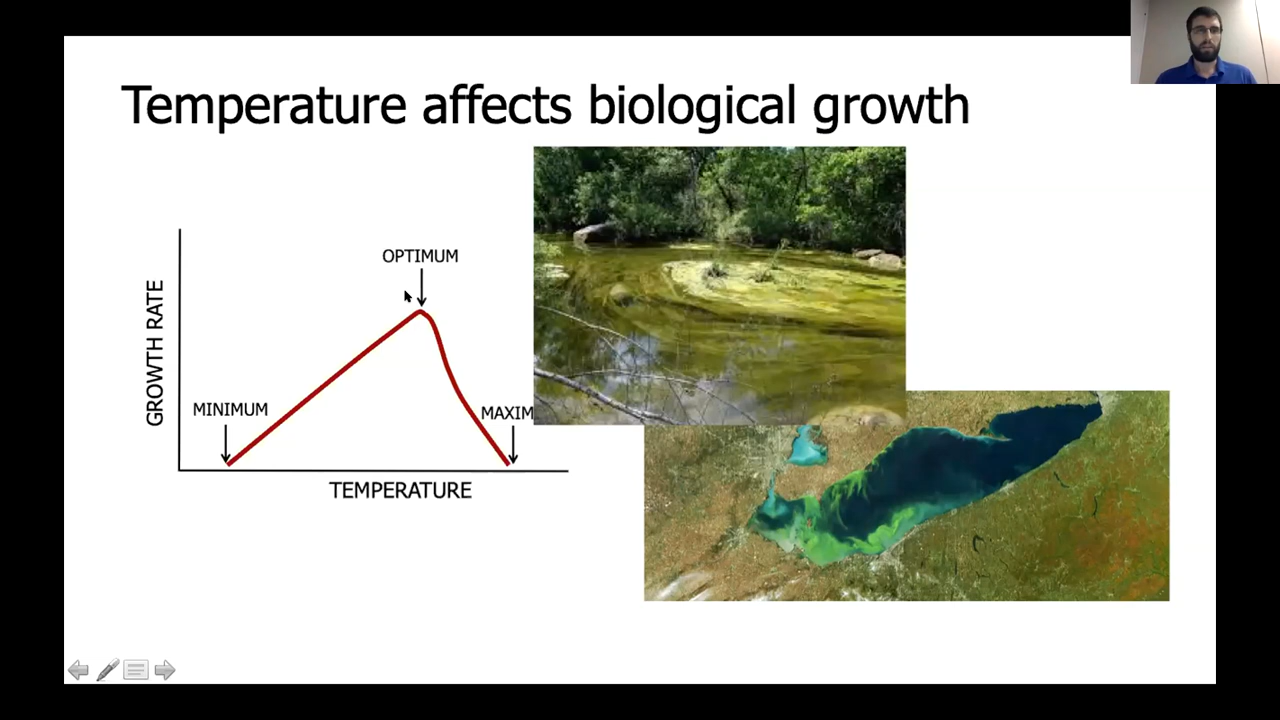 Temperature affects biological growth
OPTIMUM
GROWTH RATE
MINIMUM
MAXIM
TEMPERATURE